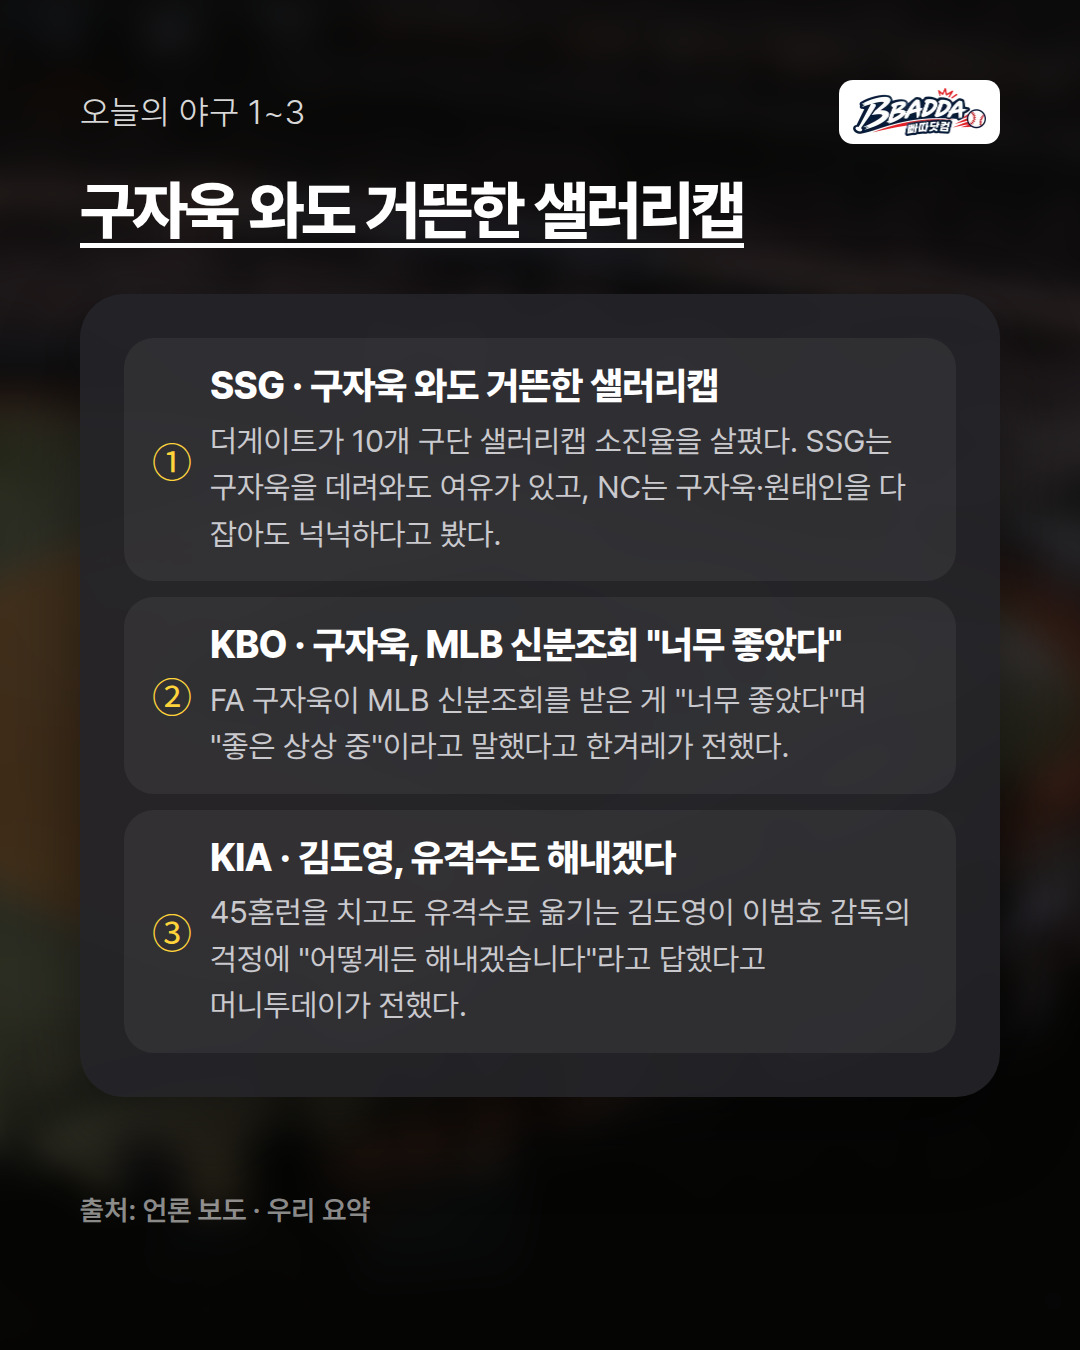 오늘의 야구 1~3
BBADDA
빠따닷컴
구자욱 와도 거뜬한 샐러리캡
SSG · 구자욱 와도 거뜬한 샐러리캡
①
더게이트가 10개 구단 샐러리캡 소진율을 살폈다. SSG는
구자욱을 데려와도 여유가 있고, NC는 구자욱·원태인을 다
잡아도 넉넉하다고 봤다.
KBO · 구자욱, MLB 신분조회 "너무 좋았다"
②
FA 구자욱이 MLB 신분조회를 받은 게 "너무 좋았다"며
"좋은 상상 중"이라고 말했다고 한겨레가 전했다.
KIA · 김도영, 유격수도 해내겠다
③
45홈런을 치고도 유격수로 옮기는 김도영이 이범호 감독의
걱정에 "어떻게든 해내겠습니다"라고 답했다고
머니투데이가 전했다.
출처: 언론 보도 · 우리 요약